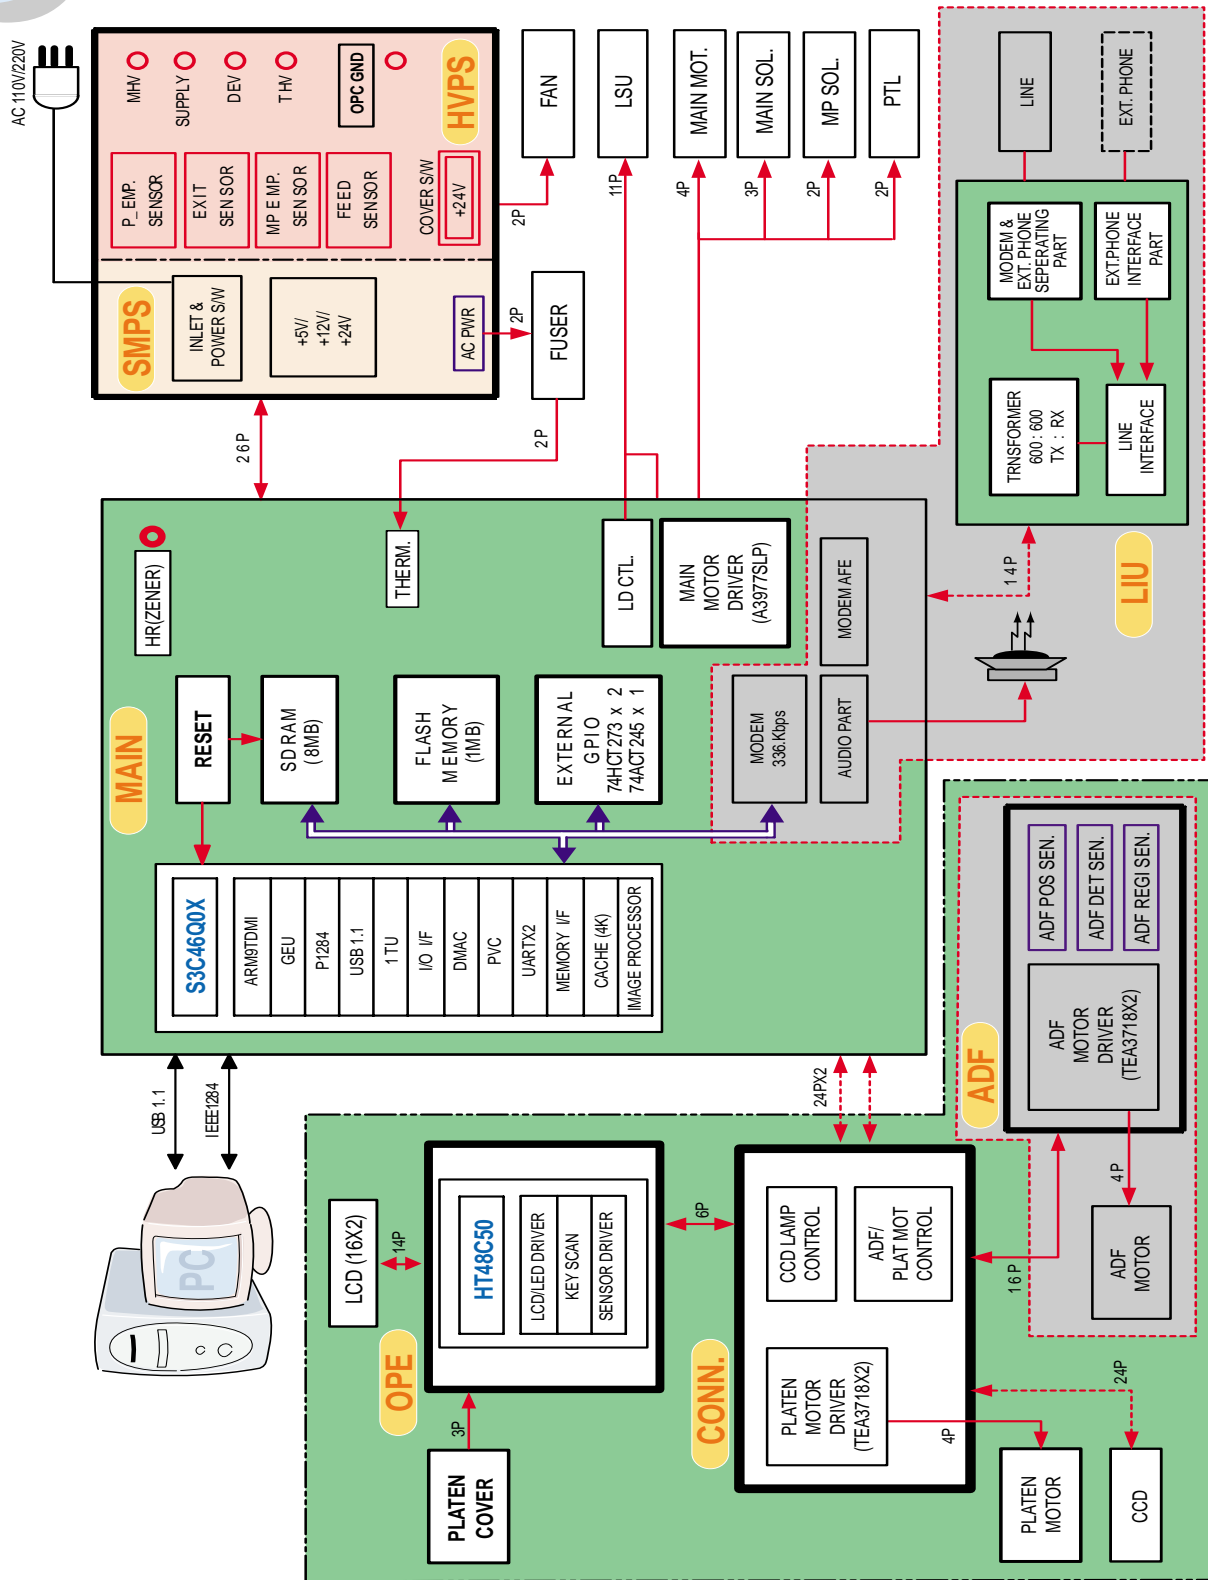 AC 110V/220V
MHV
SUPPLY
DEV
THV
OPC GND
HVPS
P_EMP.
SENSOR
EXIT
SENSOR
MP EMP.
SENSOR
FEED
SENSOR
COVER S/W
+24V
SMPS
INLET &
POWER S/W
+5V/
+12V/
+24V
AC PWR
2P
FAN
2P
FUSER
2P
26P
11P
LSU
4P
MAIN MOT.
3P
MAIN SOL.
2P
MP SOL.
2P
PTL
LINE
EXT. PHONE
MODEM &
EXT. PHONE
SEPERATING
PART
EXT.PHONE
INTERFACE
PART
TRNSFORMER
600 : 600
TX : RX
LINE
INTERFACE
LIU
14P
MAIN
HR(ZENER)
THERM.
LD CTL.
MAIN
MOTOR
DRIVER
(A3977SLP)
MODEM AFE
RESET
SDRAM
(8MB)
FLASH
MEMORY
(1MB)
EXTERNAL
GPIO
74HCT273 x 2
74ACT245 x 1
MODEM
336.Kbps
AUDIO PART
S3C46Q0X
ARM9TDMI
GEU
P1284
USB 1.1
1 TU
I/O I/F
DMAC
PVC
UARTX2
MEMORY I/F
CACHE (4K)
IMAGE PROCESSOR
USB 1.1
IEEE1284
PC
24PX2
LCD (16X2)
14P
OPE
HT48C50
LCD/LED DRIVER
KEY SCAN
SENSOR DRIVER
3P
PLATEN
COVER
6P
CONN.
CCD LAMP
CONTROL
ADF/
PLAT MOT
CONTROL
PLATEN
MOTOR
DRIVER
(TEA3718X2)
4P
PLATEN
MOTOR
24P
CCD
16P
ADF
ADF POS SEN.
ADF DET SEN.
ADF REGI SEN.
ADF
MOTOR
DRIVER
(TEA3718X2)
4P
ADF
MOTOR